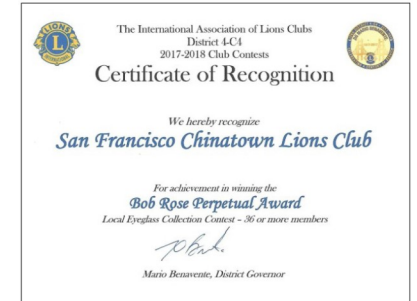 The International Association of Lions Clubs
District 4-C4
2017-2018 Club Contests
Certificate of Recognition
We hereby recognize
San Francisco Chinatown Lions Club
For achievement in winning the
Bob Rose Perpetual Award
Local Eyeglass Collection Contest - 36 or more members
Mario Benavente, District Governor